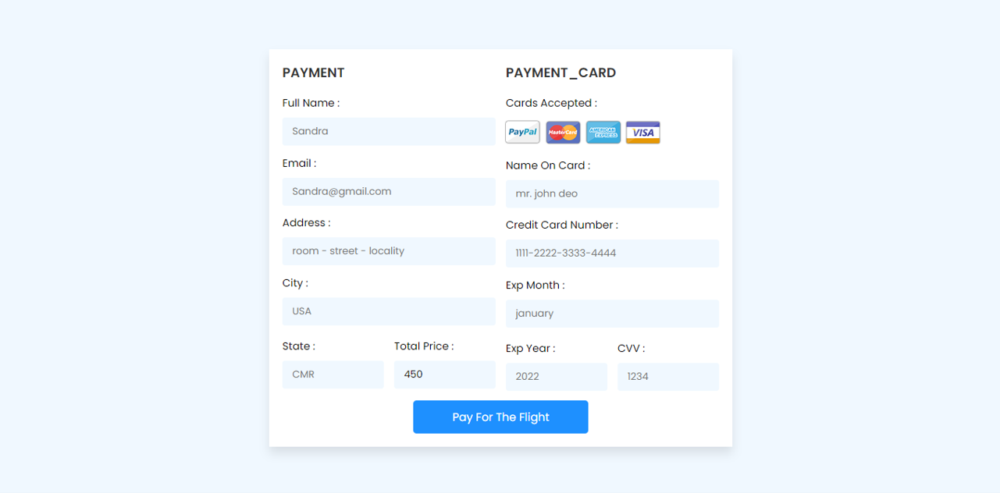 PAYMENT
Full Name :
Sandra
Email :
Sandra@gmail.com
Address :
room - street - locality
City :
USA
State :
CMR
Total Price :
450
PAYMENT_CARD
Cards Accepted :
PayPal MasterCard AMERICAN EXPRESS VISA
Name On Card :
mr. john deo
Credit Card Number :
1111-2222-3333-4444
Exp Month :
january
Exp Year :
2022
CVV :
1234
Pay For The Flight